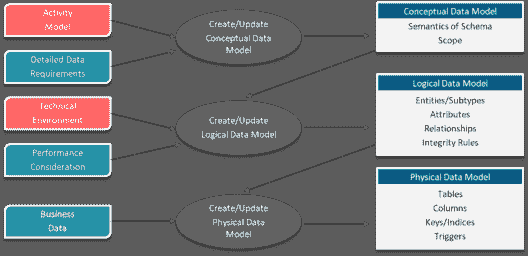 Activity
Model
Detailed Data
Requirements
Technical
Environment
Performance
Consideration
Business
Data
Create/Update
Conceptual Data
Model
Create/Update
Logical Data Model
Create/Update
Physical Data
Model
Conceptual Data Model
Semantics of Schema
Scope
Logical Data Model
Entities/Subtypes
Attributes
Relationships
Integrity Rules
Physical Data Model
Tables
Columns
Keys/Indices
Triggers